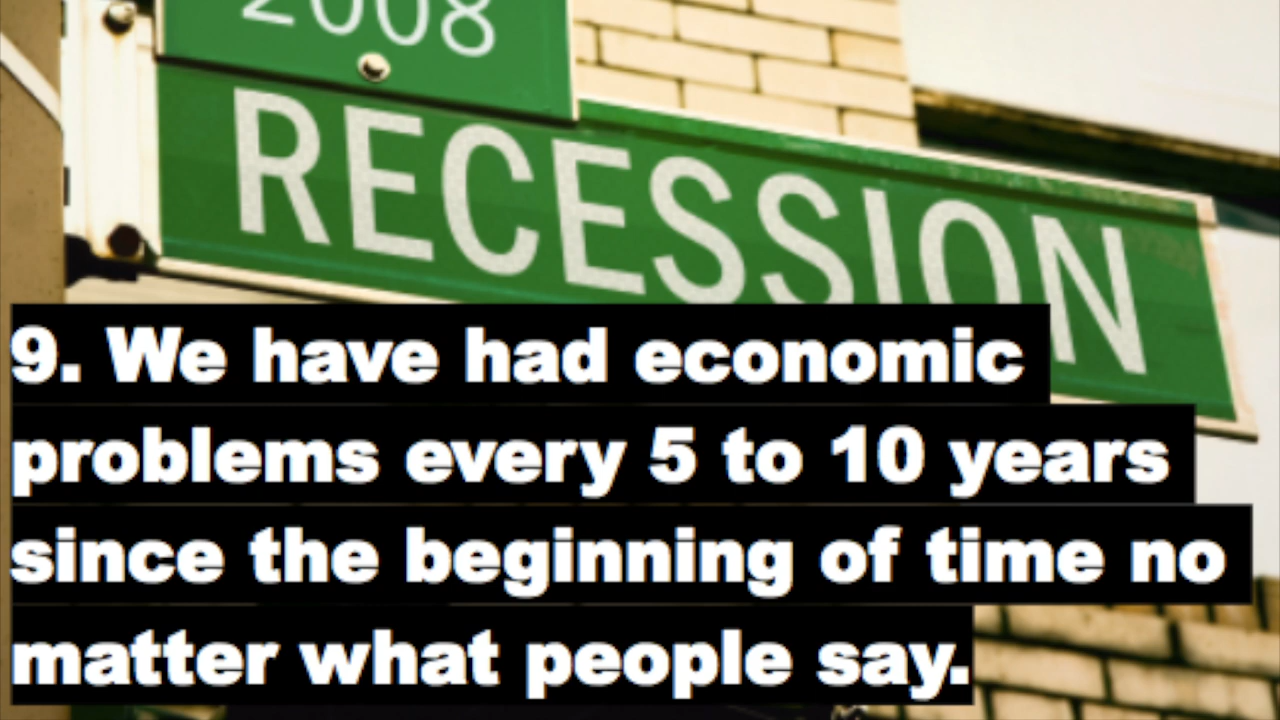 2008
RECESSION
9. We have had economic
problems every 5 to 10 years
since the beginning of time no
matter what people say.